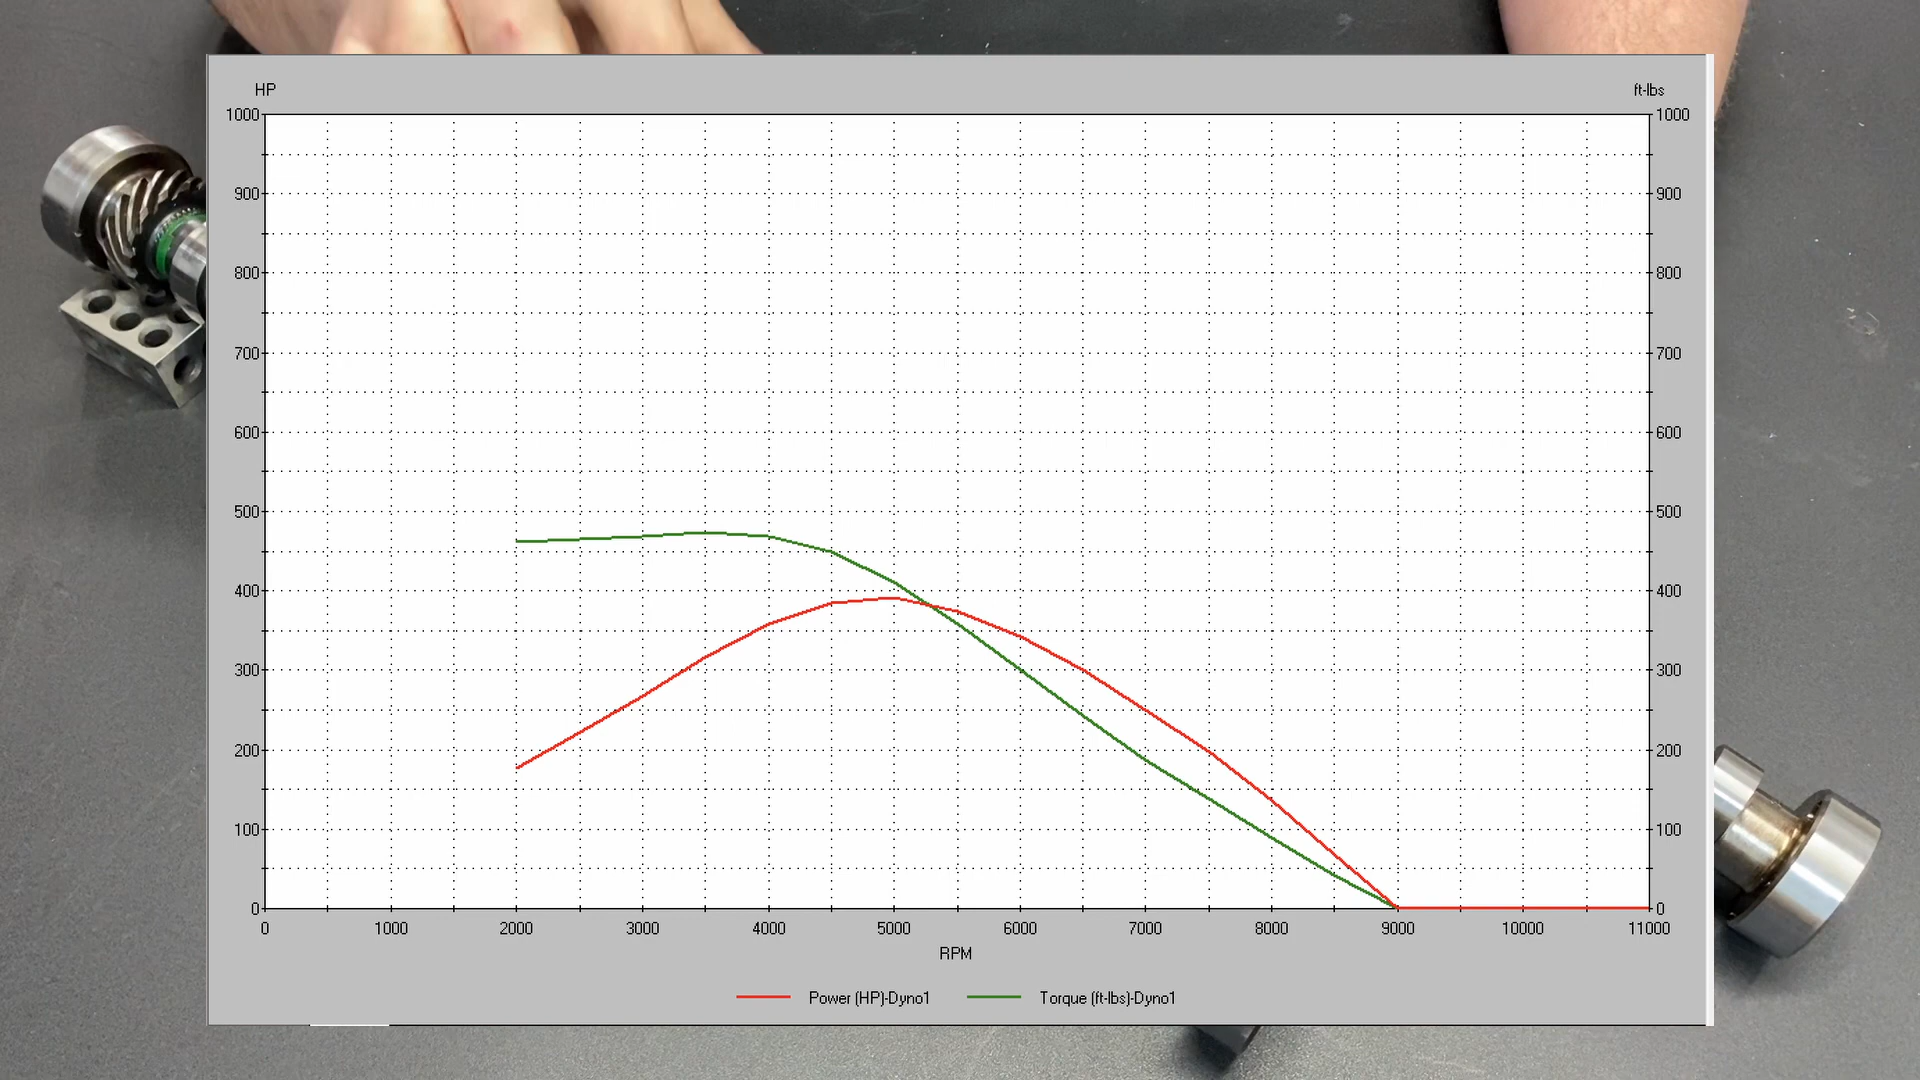 HP ft-lbs
1000 1000
900 900
800 800
700 700
600 600
500 500
400 400
300 300
200 200
100 100
0 0
0 1000 2000 3000 4000 5000 6000 7000 8000 9000 10000 11000
RPM
Power (HP)-Dyno1 Torque (ft-lbs)-Dyno1